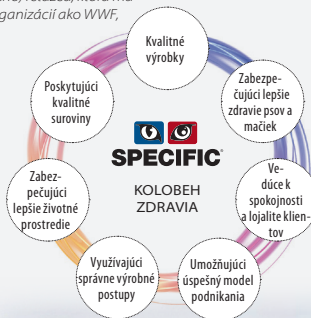 ganizácií ako WWF,
Kvalitné
výrobky
Zabezpe-
čujúci lepšie
zdravie psov a
mačiek
Ve-
dúce k
spokojnosti
a lojalite klien-
tov
Umožňujúci
úspešný model
podnikania
Využívajúci
správne výrobné
postupy
Zabez-
pečujúci
lepšie životné
prostredie
Poskytujúci
kvalitné
suroviny
SPECIFIC
KOLOBEH
ZDRAVIA